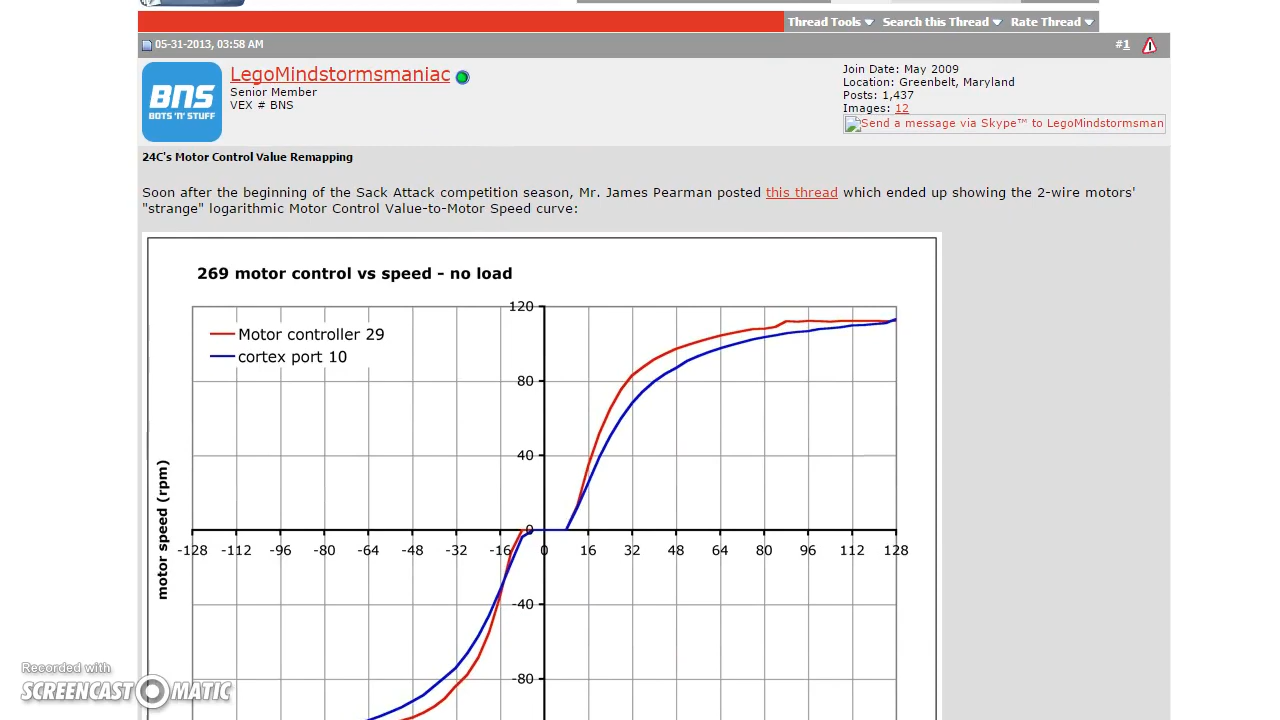 Thread Tools Search this Thread Rate Thread
05-31-2013, 03:58 AM #1
BNS
BOTS 'N' STUFF
LegoMindstormsmaniac
Senior Member
VEX # BNS
Join Date: May 2009
Location: Greenbelt, Maryland
Posts: 1,437
Images: 12
Send a message via Skype™ to LegoMindstormsman
24C's Motor Control Value Remapping
Soon after the beginning of the Sack Attack competition season, Mr. James Pearman posted this thread which ended up showing the 2-wire motors'
"strange" logarithmic Motor Control Value-to-Motor Speed curve:
269 motor control vs speed - no load
Motor controller 29
cortex port 10
motor speed (rpm)
120
80
40
0
-128 -112 -96 -80 -64 -48 -32 -16 0 16 32 48 64 80 96 112 128
-40
-80
Recorded with
SCREENCAST O MATIC